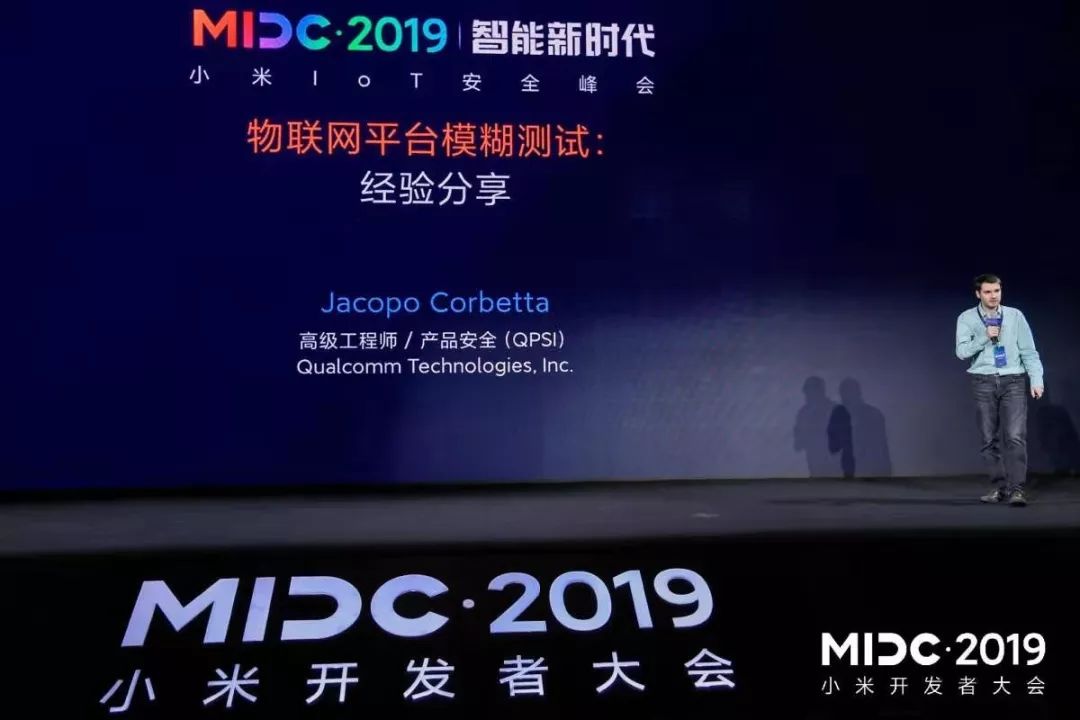 MIDC·2019 | 智能新时代
小米IoT安全峰会
物联网平台模糊测试：
经验分享
Jacopo Corbetta
高级工程师 / 产品安全 (QPSI)
Qualcomm Technologies, Inc.
MIDC·2019
小米开发者大会
MIDC·2019
小米开发者大会